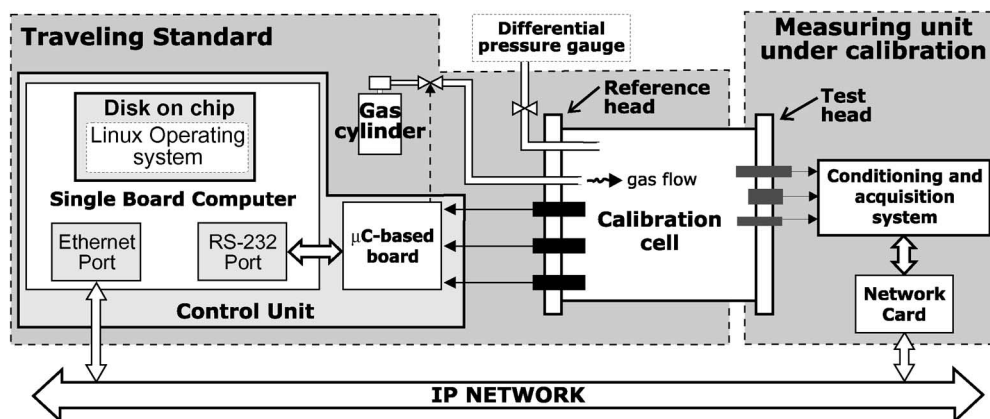 Traveling Standard
Differential
pressure gauge
Measuring unit
under calibration
Disk on chip
Linux Operating
system
Single Board Computer
Ethernet
Port
RS-232
Port
Control Unit
µC-based
board
Gas
cylinder
Reference
head
Test
head
gas flow
Calibration
cell
Conditioning and
acquisition
system
Network
Card
IP NETWORK